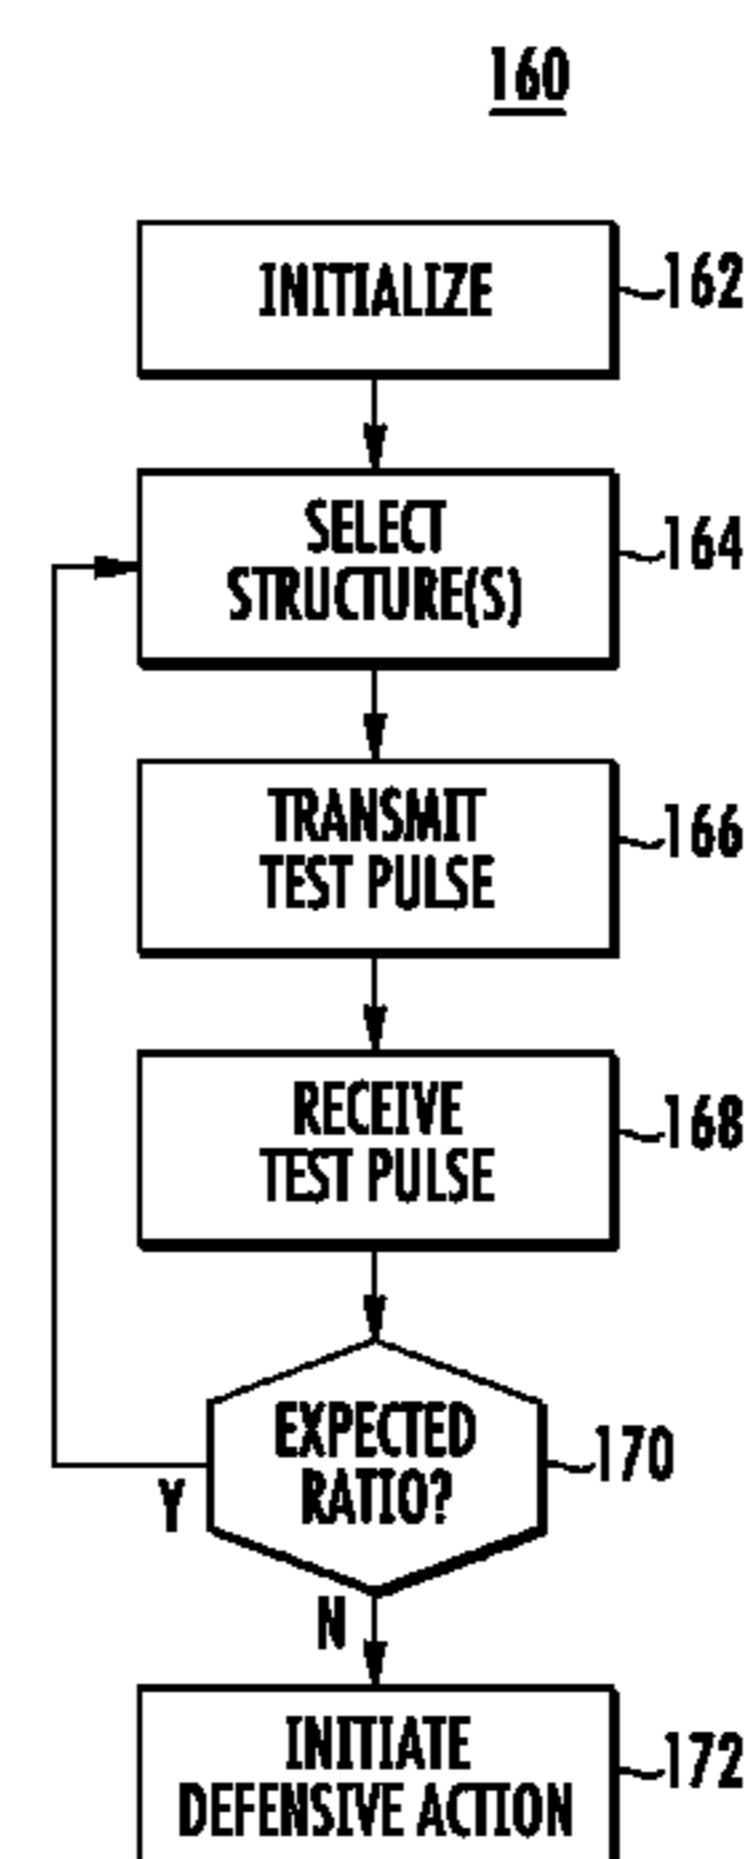 160
INITIALIZE
162
SELECT
STRUCTURE(S)
164
TRANSMIT
TEST PULSE
166
RECEIVE
TEST PULSE
168
EXPECTED
RATIO?
170
Y
N
INITIATE
DEFENSIVE ACTION
172